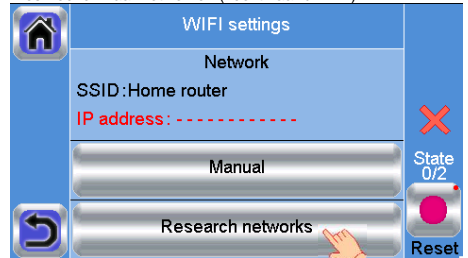 WIFI settings
Network
SSID:Home router
IP address: - - - - - - - - - - - -
Manual
State
0/2
Research networks
Reset